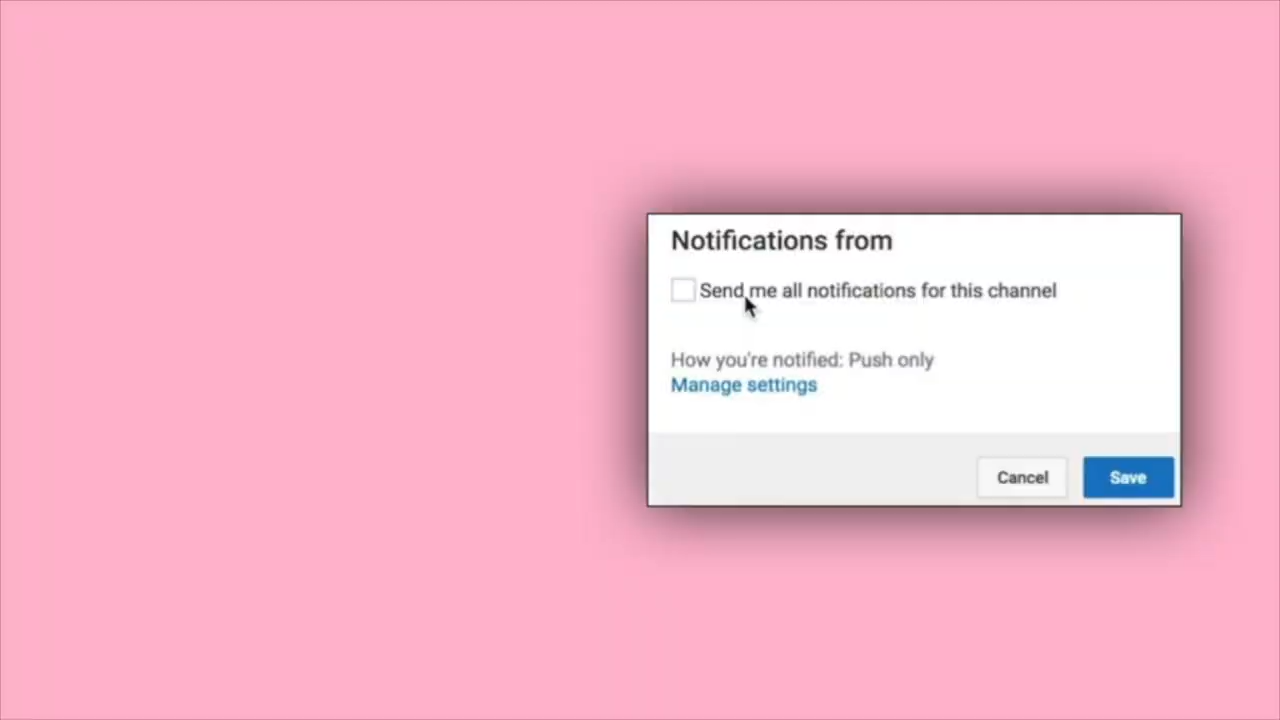 Notifications from
Send me all notifications for this channel
How you're notified: Push only
Manage settings
Cancel
Save